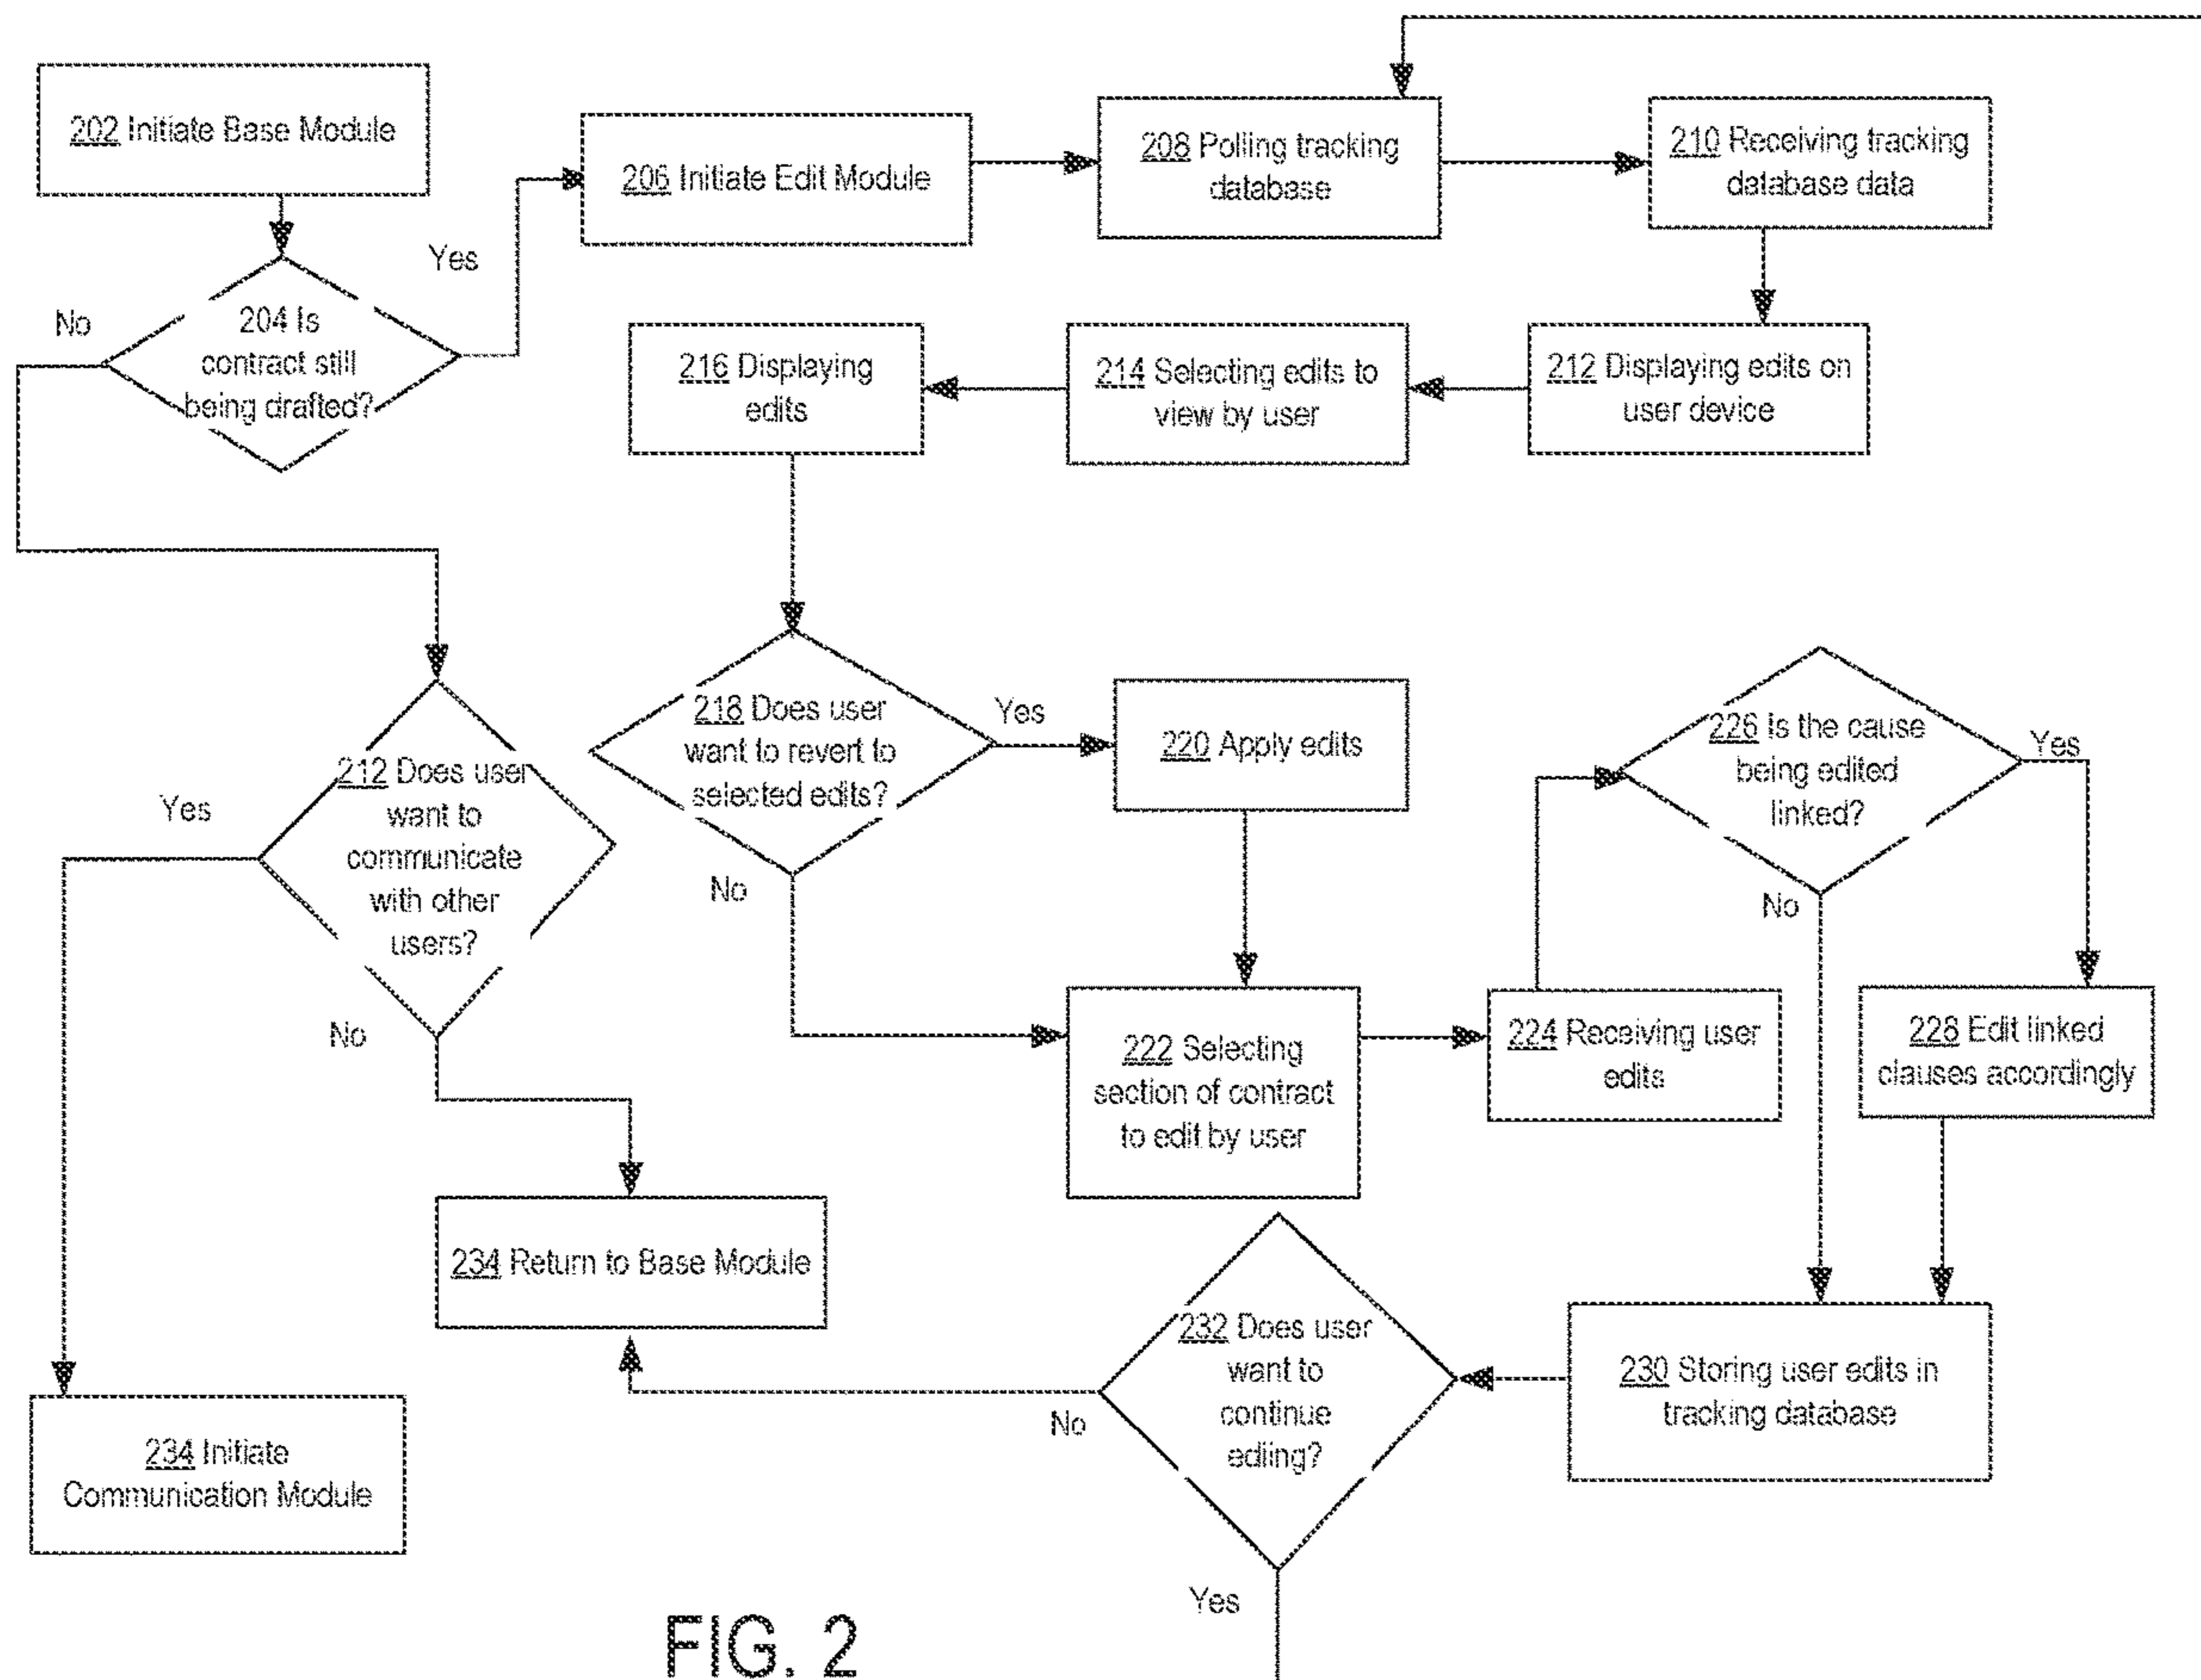 202 Initiate Base Module
204 Is
contract still
being drafted?
Yes
No
206 Initiate Edit Module
208 Polling tracking
database
210 Receiving tracking
database data
212 Displaying edits on
user device
214 Selecting edits to
view by user
216 Displaying
edits
218 Does user
want to revert to
selected edits?
Yes
No
220 Apply edits
222 Selecting
section of contract
to edit by user
224 Receiving user
edits
226 Is the cause
being edited
linked?
Yes
No
228 Edit linked
clauses accordingly
230 Storing user edits in
tracking database
232 Does user
want to
continue
ediing?
No
Yes
212 Does user
want to
communicate
with other
users?
Yes
No
234 Return to Base Module
234 Initiate
Communication Module
FIG. 2